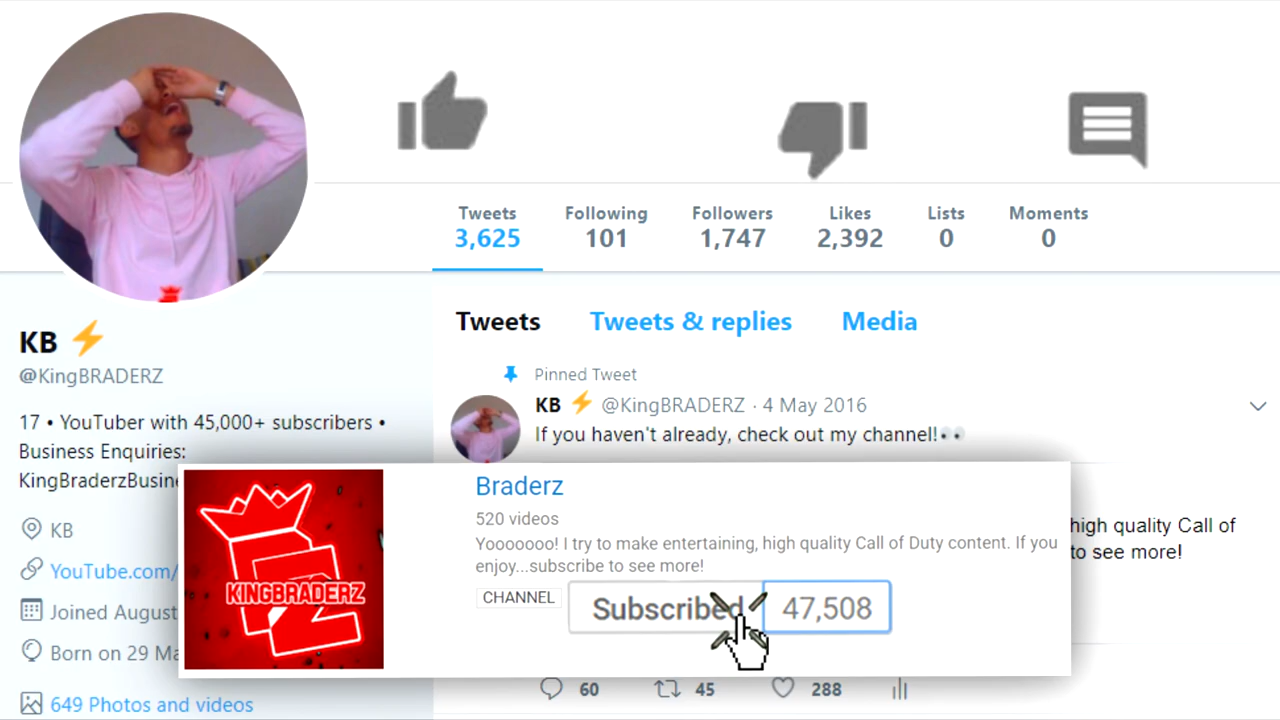 Tweets
3,625
Following
101
Followers
1,747
Likes
2,392
Lists
0
Moments
0
KB ⚡
@KingBRADERZ
17 • YouTuber with 45,000+ subscribers •
Business Enquiries:
KingBraderzBusine
KB
YouTube.com/
Joined August
Born on 29 Ma
649 Photos and videos
Tweets Tweets & replies Media
Pinned Tweet
KB ⚡ @KingBRADERZ · 4 May 2016
If you haven't already, check out my channel!👀
KINGBRADERZ
Braderz
520 videos
Yooooooo! I try to make entertaining, high quality Call of Duty content. If you
enjoy...subscribe to see more!
CHANNEL
Subscribed 47,508
high quality Call of
to see more!
60 45 288